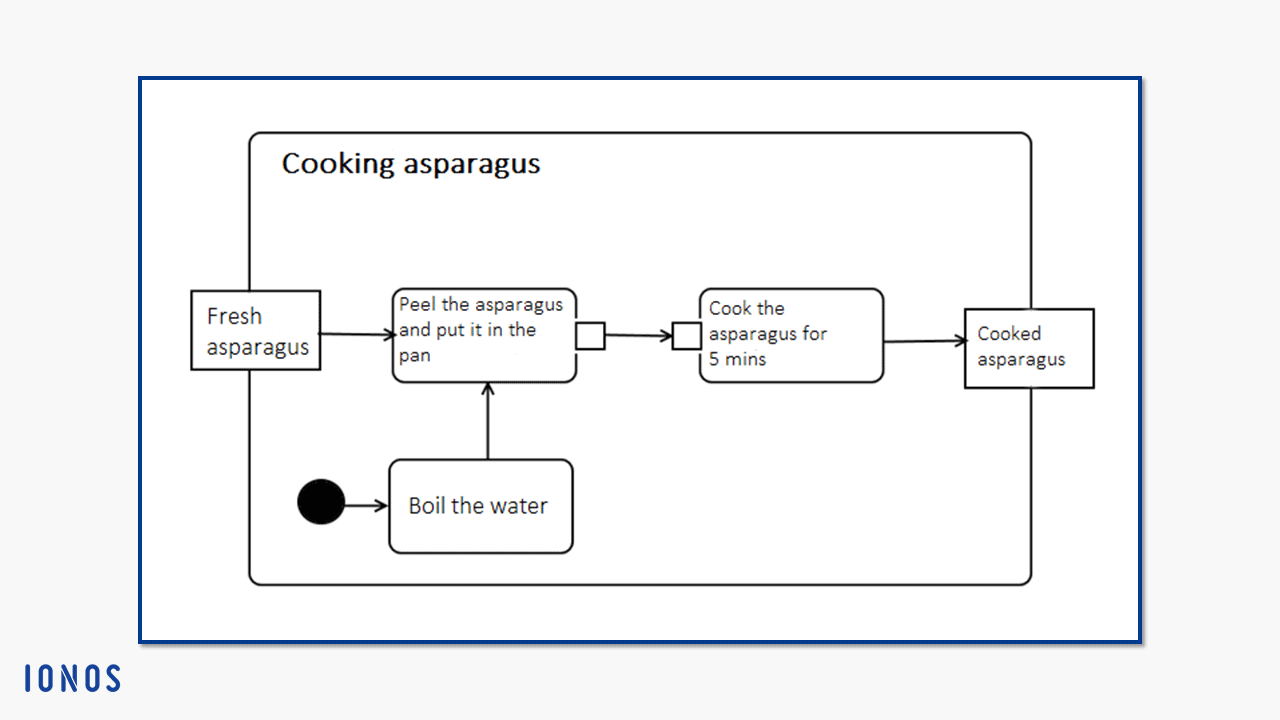 Cooking asparagus
Fresh
asparagus
Peel the asparagus
and put it in the
pan
Cook the
asparagus for
5 mins
Cooked
asparagus
Boil the water
IONOS